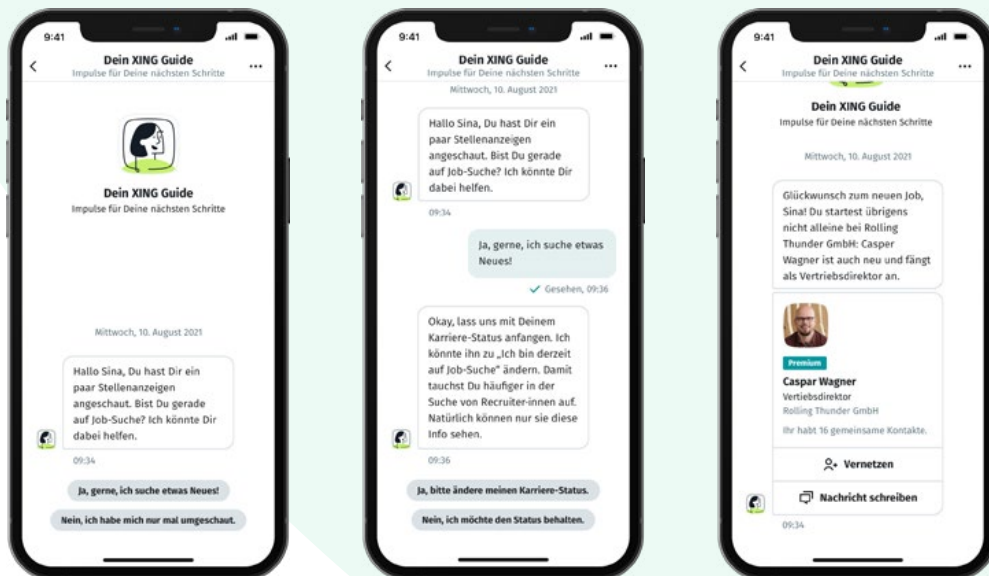 9:41
Dein XING Guide
Impulse für Deine nächsten Schritte
Dein XING Guide
Impulse für Deine nächsten Schritte
Mittwoch, 10. August 2021
Hallo Sina, Du hast Dir ein
paar Stellenanzeigen
angeschaut. Bist Du gerade
auf Job-Suche? Ich könnte Dir
dabei helfen.
09:34
Ja, gerne, ich suche etwas Neues!
Nein, ich habe mich nur mal umgeschaut.
9:41
Dein XING Guide
Impulse für Deine nächsten Schritte
Mittwoch, 10. August 2021
Hallo Sina, Du hast Dir ein
paar Stellenanzeigen
angeschaut. Bist Du gerade
auf Job-Suche? Ich könnte Dir
dabei helfen.
09:34
Ja, gerne, ich suche etwas
Neues!
Gesehen, 09:36
Okay, lass uns mit Deinem
Karriere-Status anfangen. Ich
könnte ihn zu „Ich bin derzeit
auf Job-Suche“ ändern. Damit
tauchst Du häufiger in der
Suche von Recruiter·innen auf.
Natürlich können nur sie diese
Info sehen.
09:36
Ja, bitte ändere meinen Karriere-Status.
Nein, ich möchte den Status behalten.
9:41
Dein XING Guide
Impulse für Deine nächsten Schritte
Dein XING Guide
Impulse für Deine nächsten Schritte
Mittwoch, 10. August 2021
Glückwunsch zum neuen Job,
Sina! Du startest übrigens
nicht alleine bei Rolling
Thunder GmbH: Casper
Wagner ist auch neu und fängt
als Vertriebsdirektor an.
Premium
Caspar Wagner
Vertiebsdirektor
Rolling Thunder GmbH
Ihr habt 16 gemeinsame Kontakte.
Vernetzen
Nachricht schreiben
09:34